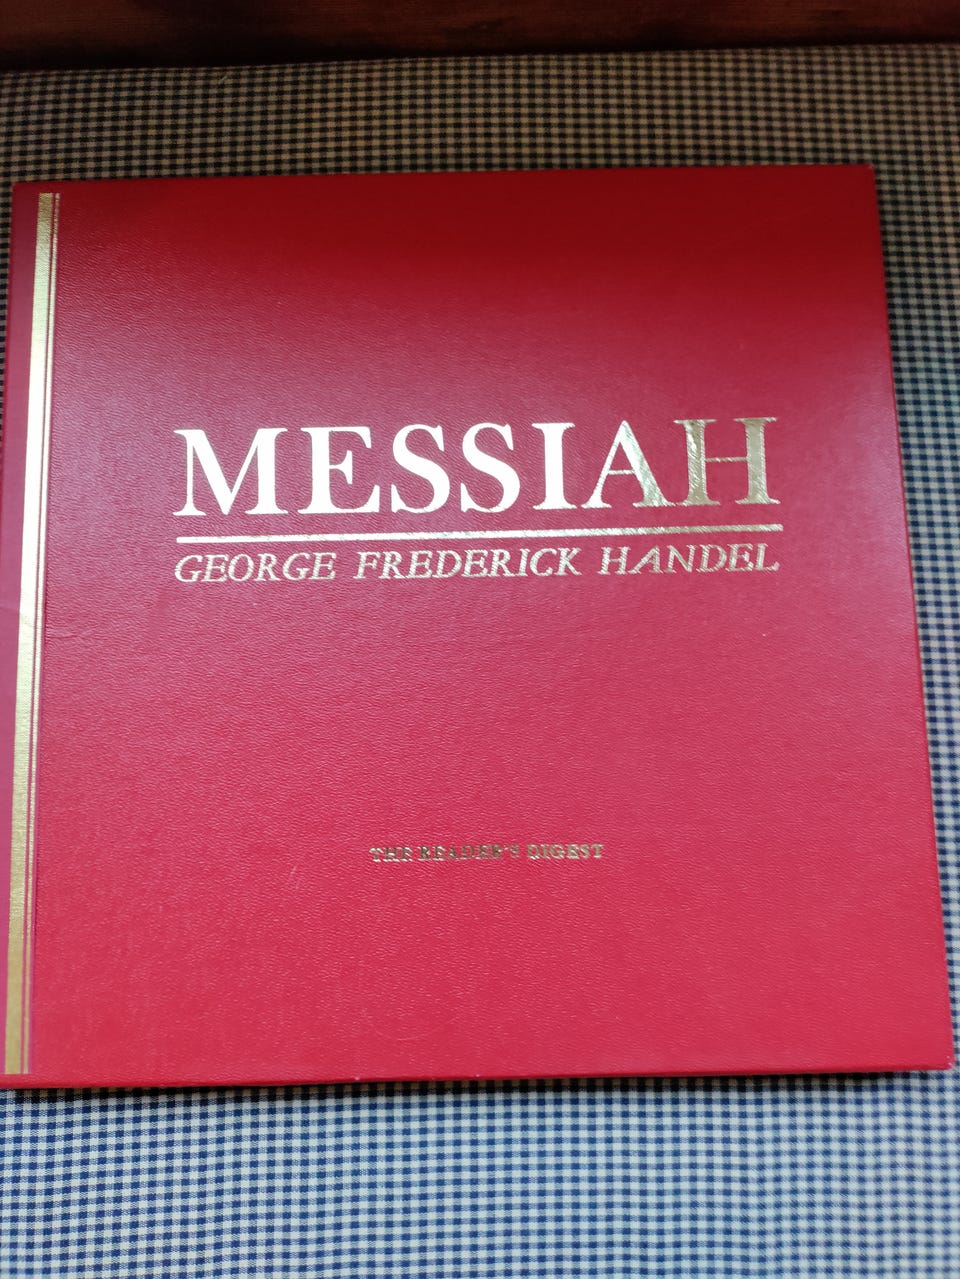 MESSIAH
GEORGE FREDERICK HANDEL
THE READER'S DIGEST